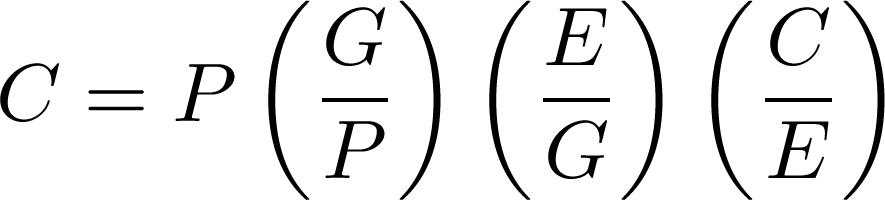 C = P (G/P) (E/G) (C/E)